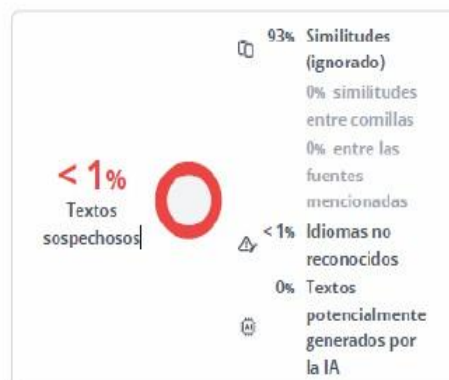 < 1%
Textos
sospechosos
93% Similitudes
(ignorado)
0% similitudes
entre comillas
0% entre las
fuentes
mencionadas
< 1% Idiomas no
reconocidos
0% Textos
potencialmente
generados por
la IA
AI